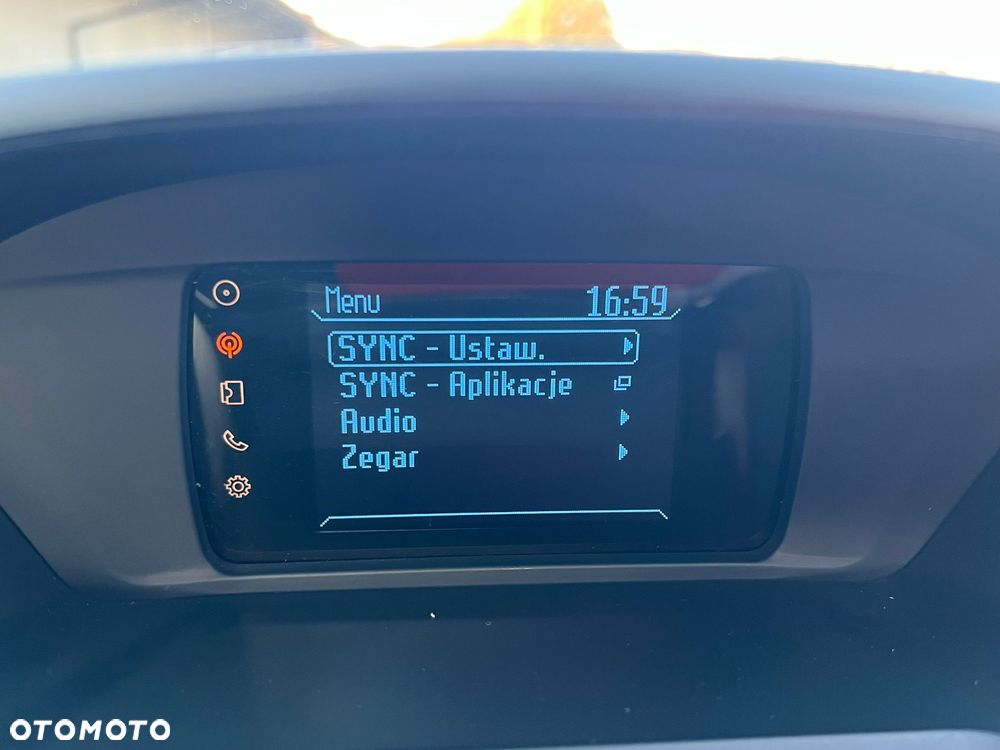 Menu 16:59
SYNC - Ustaw.
SYNC - Aplikacje
Audio
Zegar
OTOMOTO